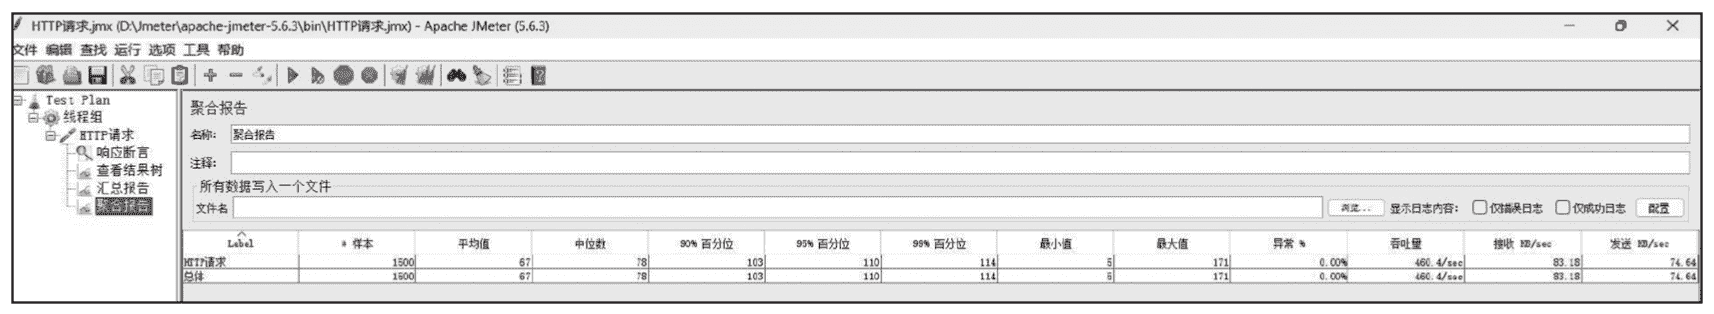 HTTP请求.jmx (D:\Jmeter\apache-jmeter-5.6.3\bin\HTTP请求.jmx) - Apache JMeter (5.6.3)
文件 编辑 查找 运行 选项 工具 帮助
Test Plan
线程组
HTTP请求
响应断言
查看结果树
汇总报告
聚合报告
聚合报告
名称: 聚合报告
注释:
所有数据写入一个文件
文件名 浏览... 显示日志内容: 仅错误日志 仅成功日志 配置
Label # 样本 平均值 中位数 90% 百分位 95% 百分位 99% 百分位 最小值 最大值 异常 % 吞吐量 接收 KB/sec 发送 KB/sec
HTTP请求 1500 67 78 103 110 114 5 171 0.00% 460.4/sec 83.18 74.64
总体 1500 67 78 103 110 114 5 171 0.00% 460.4/sec 83.18 74.64